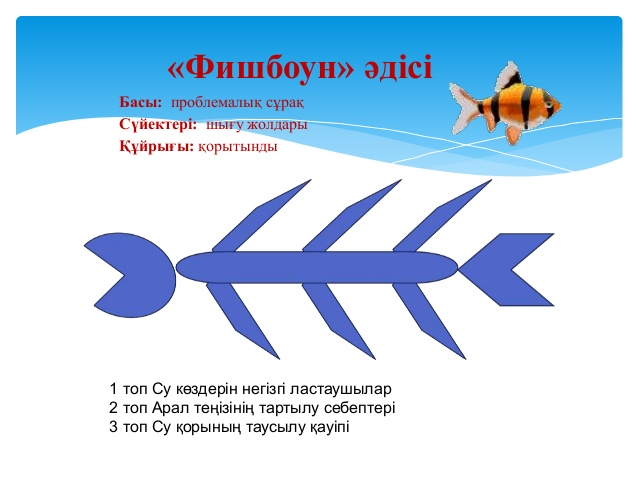 «Фишбоун» әдісі
Басы: проблемалық сұрақ
Сүйектері: шығу жолдары
Құйрығы: қорытынды
1 топ Су көздерін негізгі ластаушылар
2 топ Арал теңізінің тартылу себептері
3 топ Су қорының таусылу қауіпі